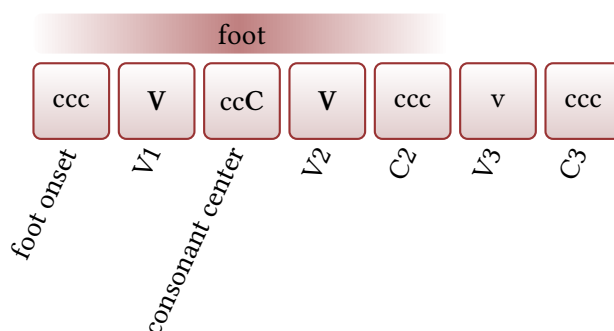 foot
ccc V ccC V ccc v ccc
foot onset V1 consonant center V2 C2 V3 C3